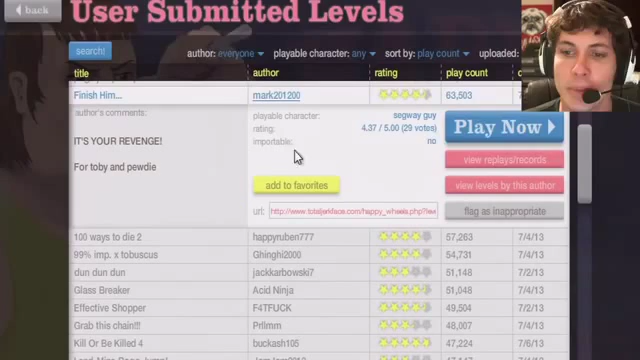 back
User Submitted Levels
search!
author: everyone playable character: any sort by: play count uploaded:
title author rating play count
Finish Him... mark201200 63,503
author's comments:
IT'S YOUR REVENGE!
For toby and pewdie
playable character: segway guy
rating: 4.37 / 5.00 (29 votes)
importable: no
add to favorites
url: http://www.totaljerkface.com/happy_wheels.php?lev
Play Now
view replays/records
view levels by this author
flag as inappropriate
100 ways to die 2 happyruben777 57,263 7/4/13
99% imp. x tobuscus Ghinghi2000 54,731 7/4/13
dun dun dun jackkarbowski7 51,148 7/2/13
Glass Breaker Acid Ninja 51,048 7/2/13
Effective Shopper F4TFUCK 49,504 7/2/13
Grab this chain!!! Prllmm 48,007 7/4/13
Kill Or Be Killed 4 buckash105 47,224 7/6/13